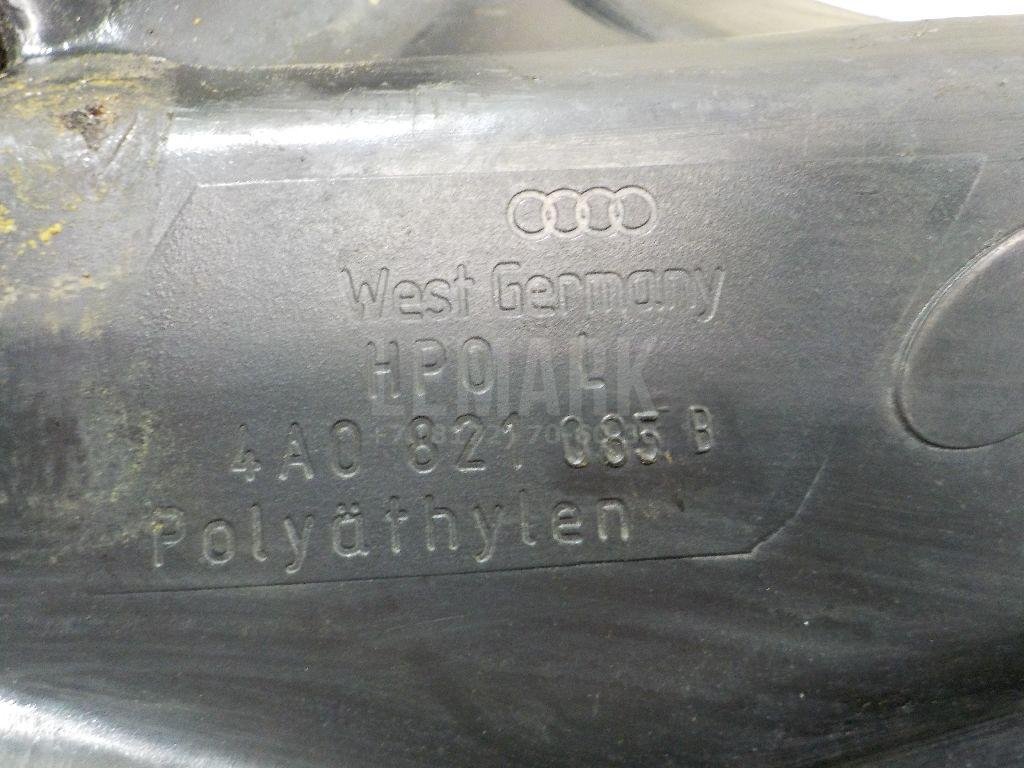 West Germany
HPO L
4A0 821 085 B
Polyäthylen